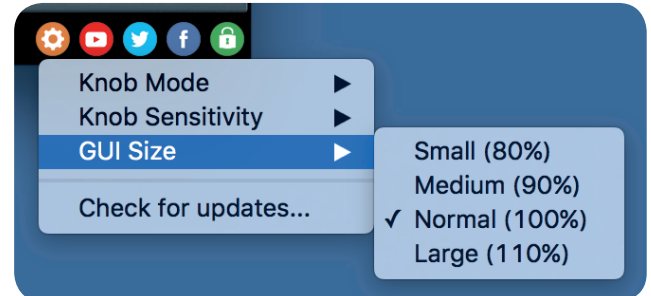 Knob Mode
Knob Sensitivity
GUI Size
Check for updates...
Small (80%)
Medium (90%)
✓ Normal (100%)
Large (110%)